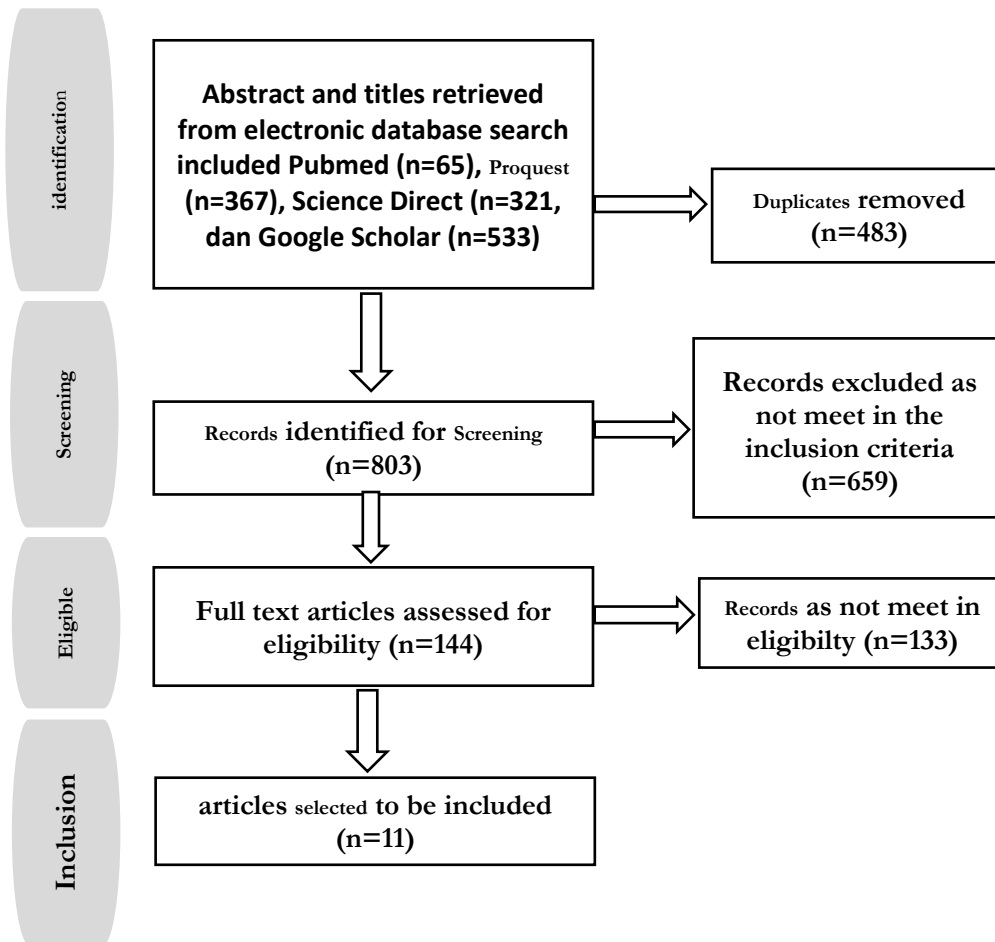 identification
Abstract and titles retrieved
from electronic database search
included Pubmed (n=65), Proquest
(n=367), Science Direct (n=321,
dan Google Scholar (n=533)
Duplicates removed
(n=483)
Screening
Records identified for Screening
(n=803)
Records excluded as
not meet in the
inclusion criteria
(n=659)
Eligible
Full text articles assessed for
eligibility (n=144)
Records as not meet in
eligibilty (n=133)
Inclusion
articles selected to be included
(n=11)